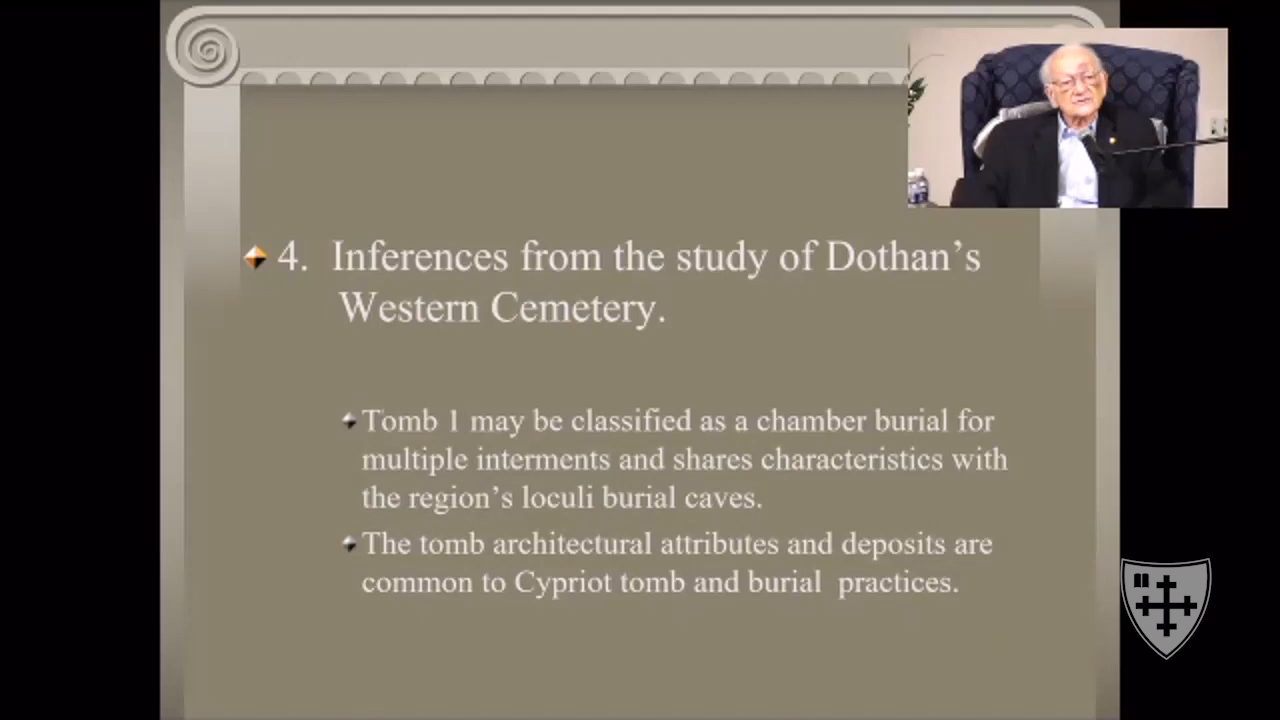 4. Inferences from the study of Dothan's
Western Cemetery.
Tomb 1 may be classified as a chamber burial for
multiple interments and shares characteristics with
the region's loculi burial caves.
The tomb architectural attributes and deposits are
common to Cypriot tomb and burial practices.